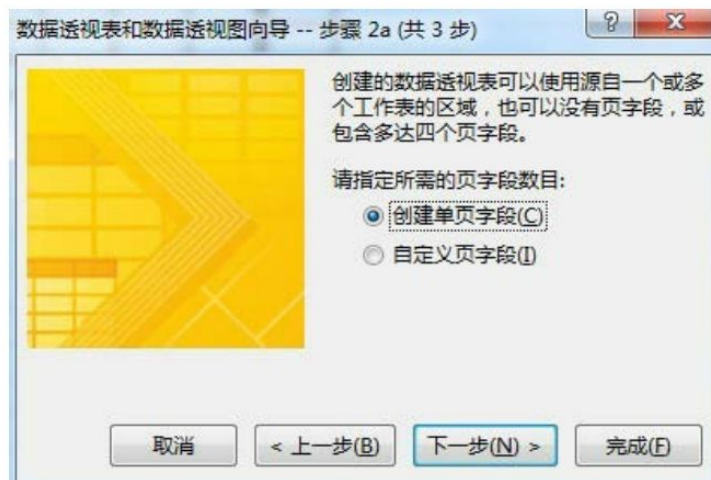 数据透视表和数据透视图向导 -- 步骤 2a (共 3 步)
?
创建的数据透视表可以使用源自一个或多
个工作表的区域，也可以没有页字段，或
包含多达四个页字段。
请指定所需的页字段数目:
创建单页字段(C)
自定义页字段(I)
取消
< 上一步(B)
下一步(N) >
完成(F)